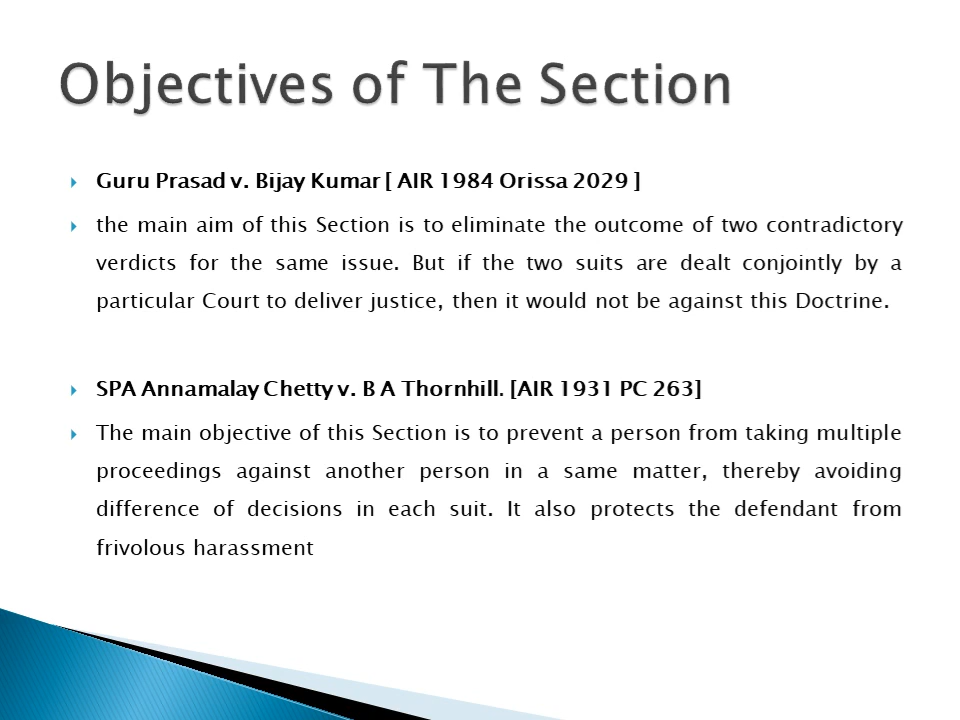 Objectives of The Section
Guru Prasad v. Bijay Kumar [ AIR 1984 Orissa 2029 ]
the main aim of this Section is to eliminate the outcome of two contradictory
verdicts for the same issue. But if the two suits are dealt conjointly by a
particular Court to deliver justice, then it would not be against this Doctrine.
SPA Annamalay Chetty v. B A Thornhill. [AIR 1931 PC 263]
The main objective of this Section is to prevent a person from taking multiple
proceedings against another person in a same matter, thereby avoiding
difference of decisions in each suit. It also protects the defendant from
frivolous harassment